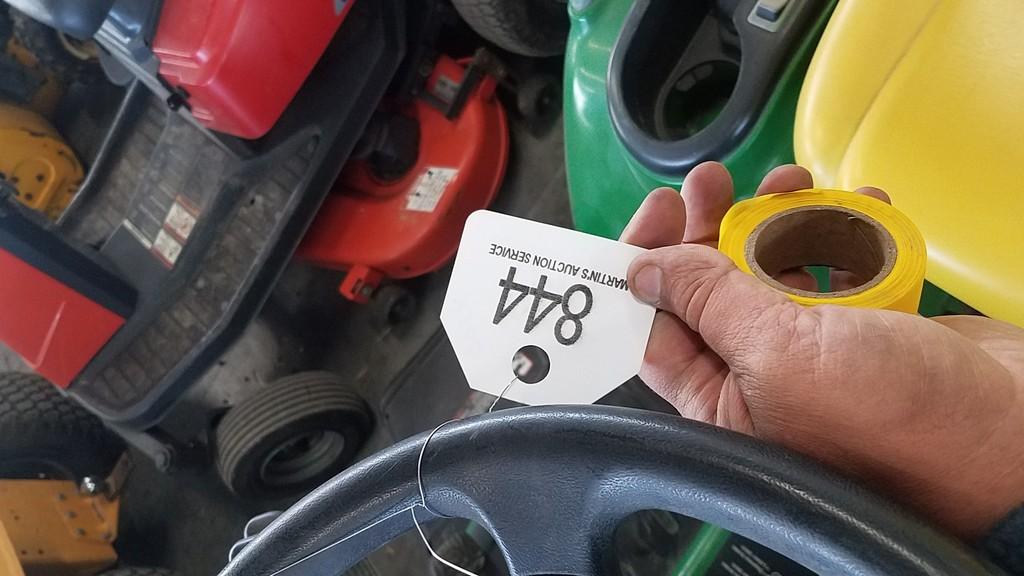 MARTIN'S AUCTION SERVICE
844